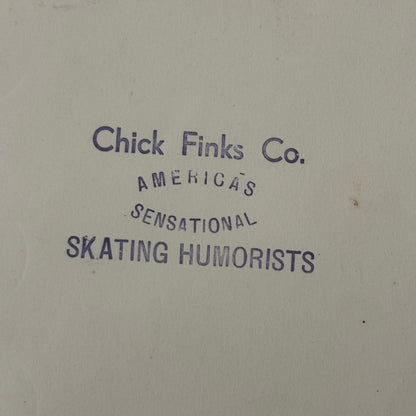 Chick Finks Co.
AMERICA'S
SENSATIONAL
SKATING HUMORISTS